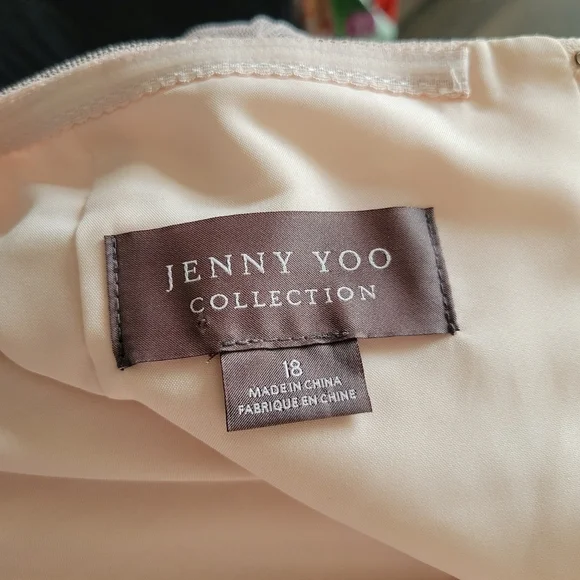 JENNY YOO
COLLECTION
18
MADE IN CHINA
FABRIQUE EN CHINE